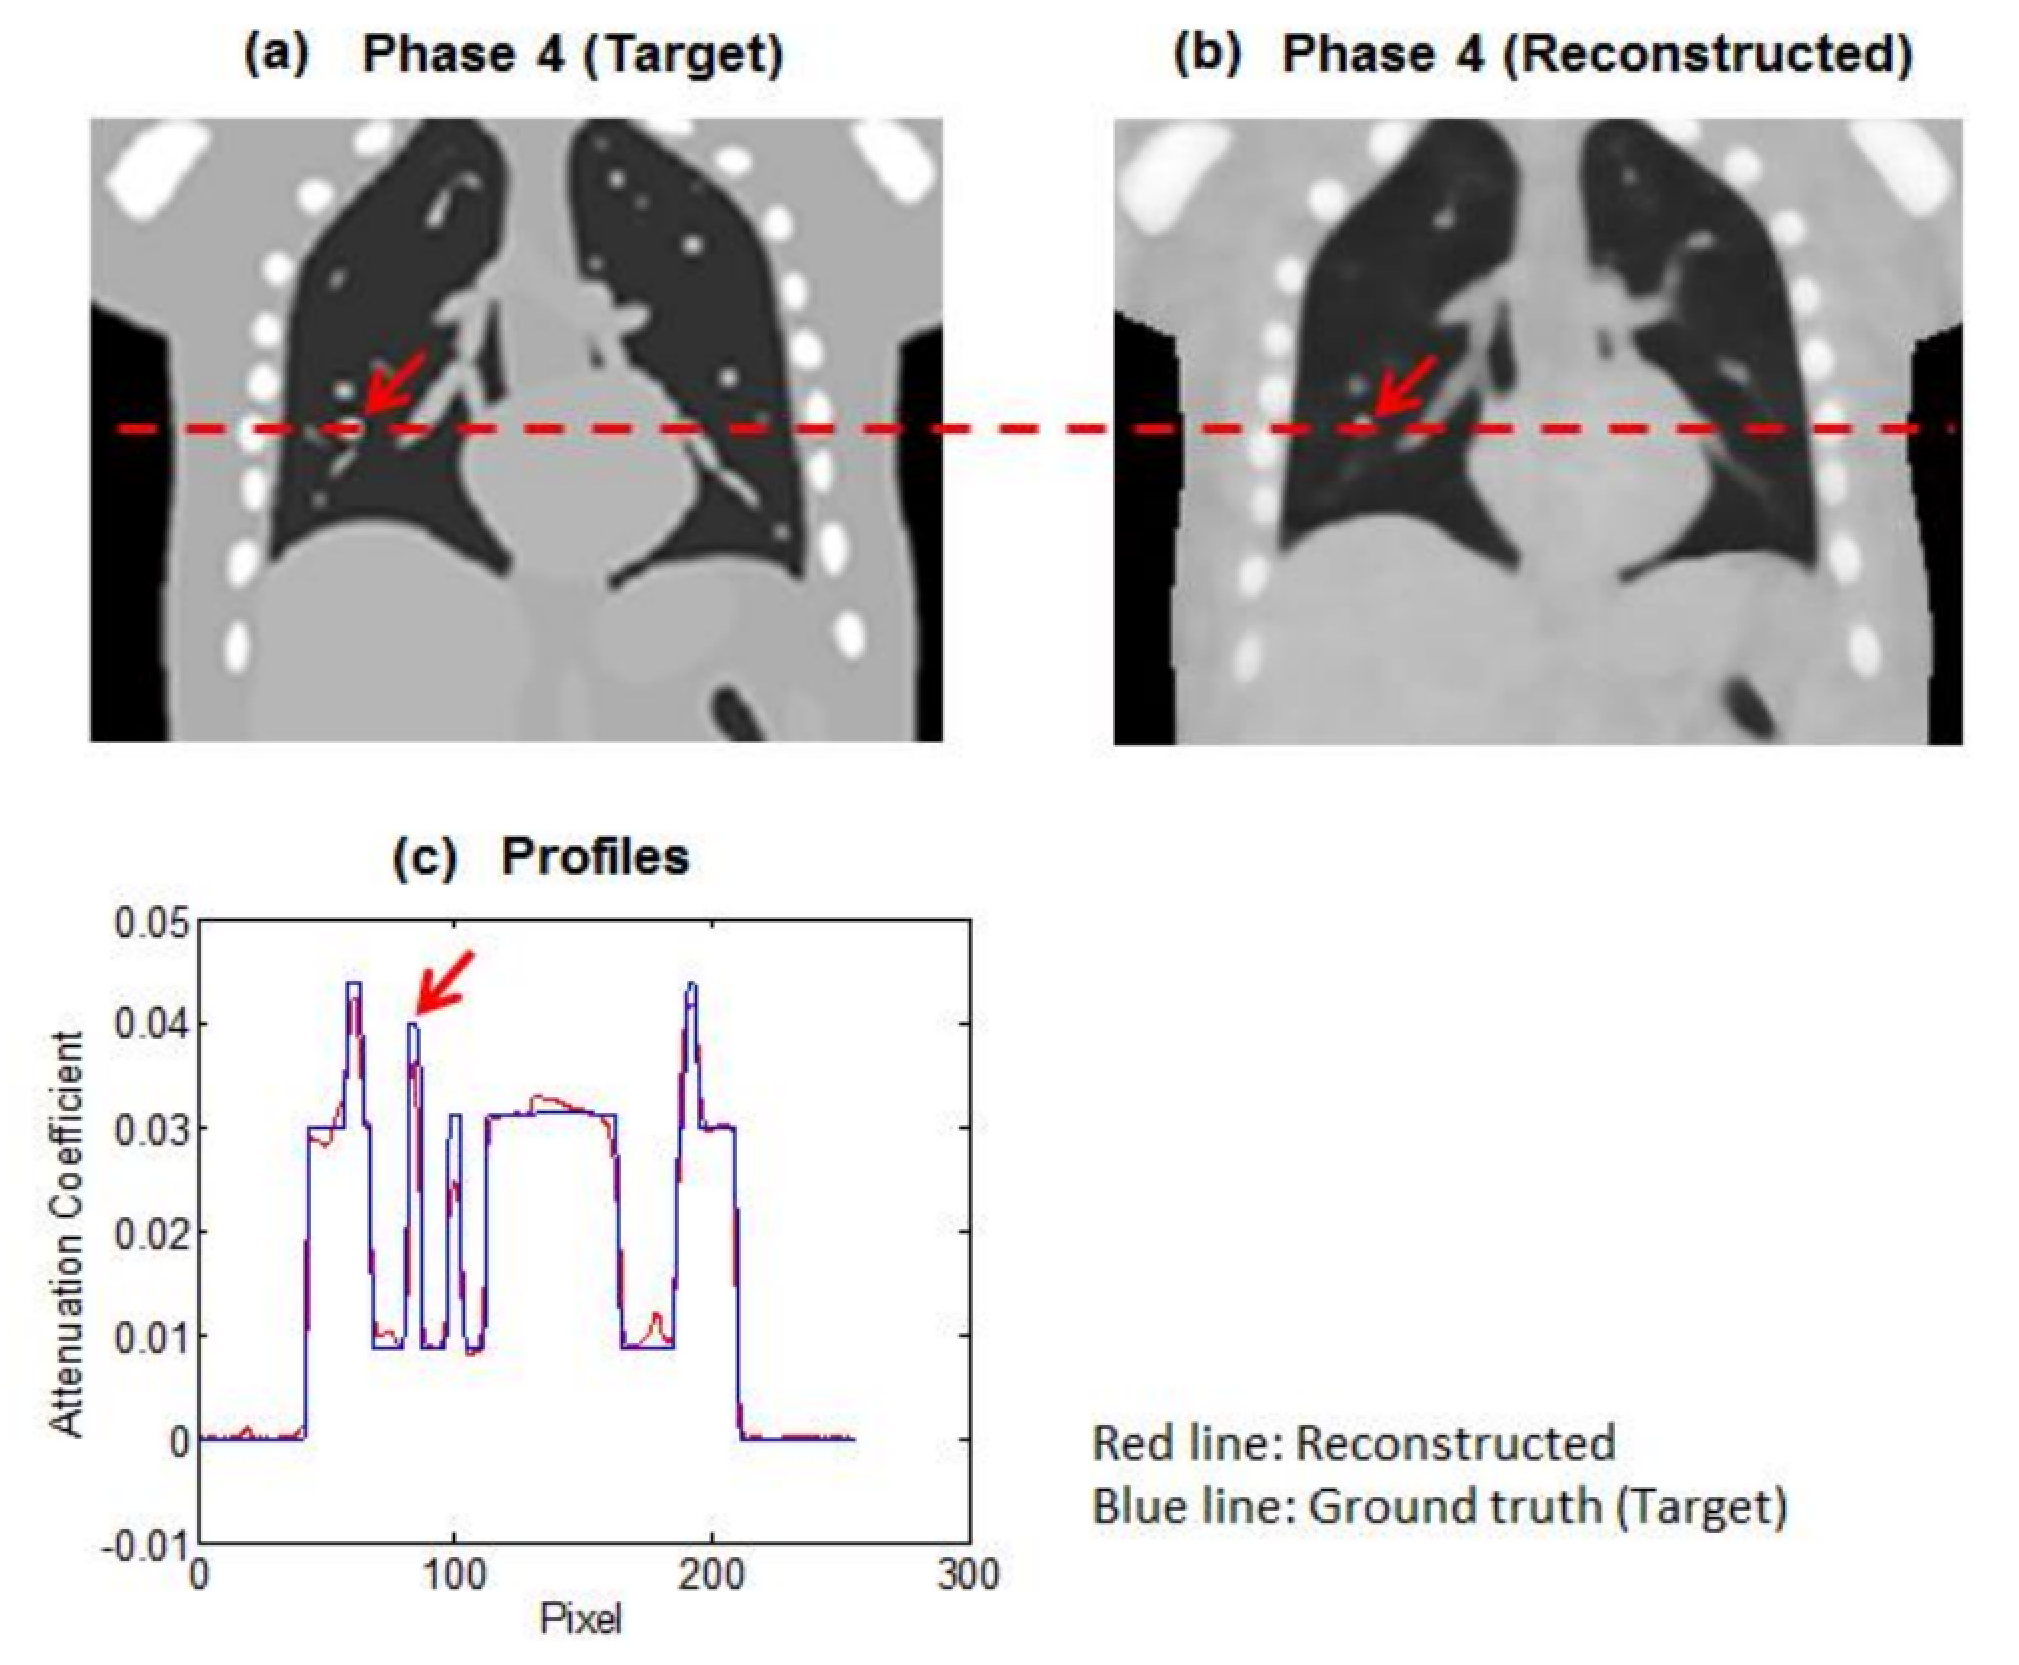 (a) Phase 4 (Target)
(b) Phase 4 (Reconstructed)
(c) Profiles
0.05
0.04
0.03
0.02
0.01
0
-0.01
Attenuation Coefficient
0 100 200 300
Pixel
Red line: Reconstructed
Blue line: Ground truth (Target)